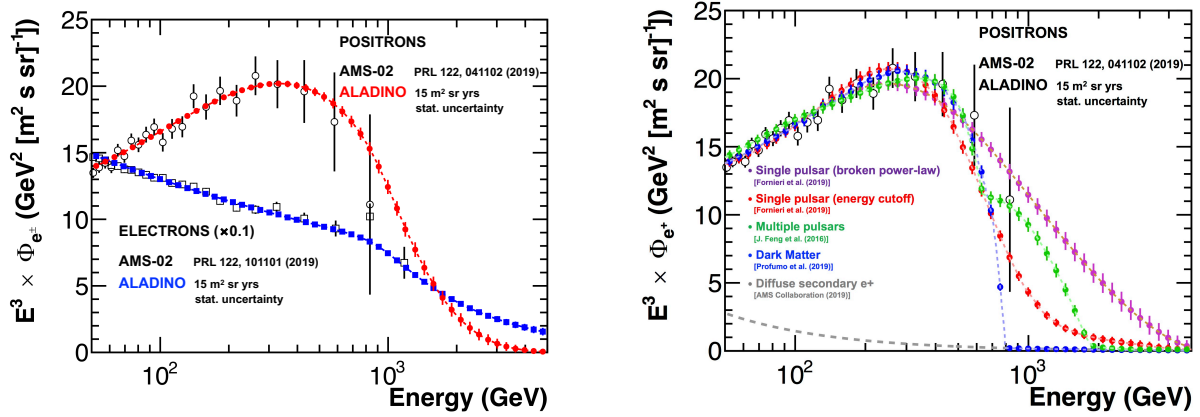 E³ × Φe± (GeV² [m² s sr]⁻¹)
25
20
15
10
5
0
POSITRONS
AMS-02 PRL 122, 041102 (2019)
ALADINO 15 m² sr yrs
stat. uncertainty
ELECTRONS (×0.1)
AMS-02 PRL 122, 101101 (2019)
ALADINO 15 m² sr yrs
stat. uncertainty
10²
10³
Energy (GeV)
E³ × Φe⁺ (GeV² [m² s sr]⁻¹)
25
20
15
10
5
0
POSITRONS
AMS-02 PRL 122, 041102 (2019)
ALADINO 15 m² sr yrs
stat. uncertainty
Single pulsar (broken power-law)
[Fornieri et al. (2019)]
Single pulsar (energy cutoff)
[Fornieri et al. (2019)]
Multiple pulsars
[J. Feng et al. (2016)]
Dark Matter
[Profumo et al. (2019)]
Diffuse secondary e+
[AMS Collaboration (2019)]
10²
10³
Energy (GeV)